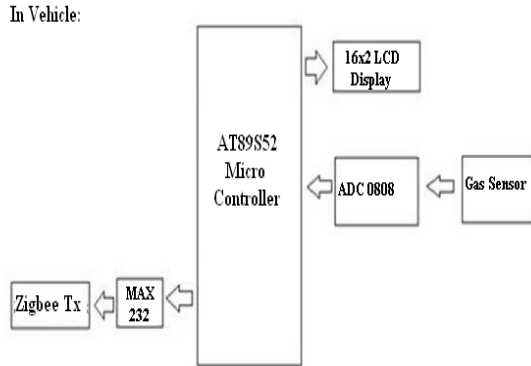 In Vehicle:
16x2 LCD
Display
AT89S52
Micro
Controller
ADC 0808
Gas Sensor
Zigbee Tx
MAX
232